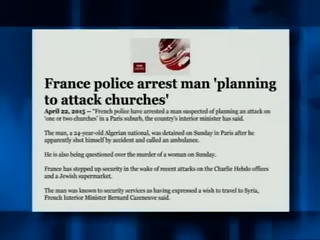 France police arrest man 'planning
to attack churches'
April 22, 2015 — "French police have arrested a man suspected of planning an attack on
'one or two churches' in a Paris suburb, the country's interior minister has said.
The man, a 24-year-old Algerian national, was detained on Sunday in Paris after he
apparently shot himself by accident and called an ambulance.
He is also being questioned over the murder of a woman on Sunday.
France has stepped up security in the wake of recent attacks on the Charlie Hebdo offices
and a Jewish supermarket.
The man was known to security services as having expressed a wish to travel to Syria,
French Interior Minister Bernard Cazeneuve said.